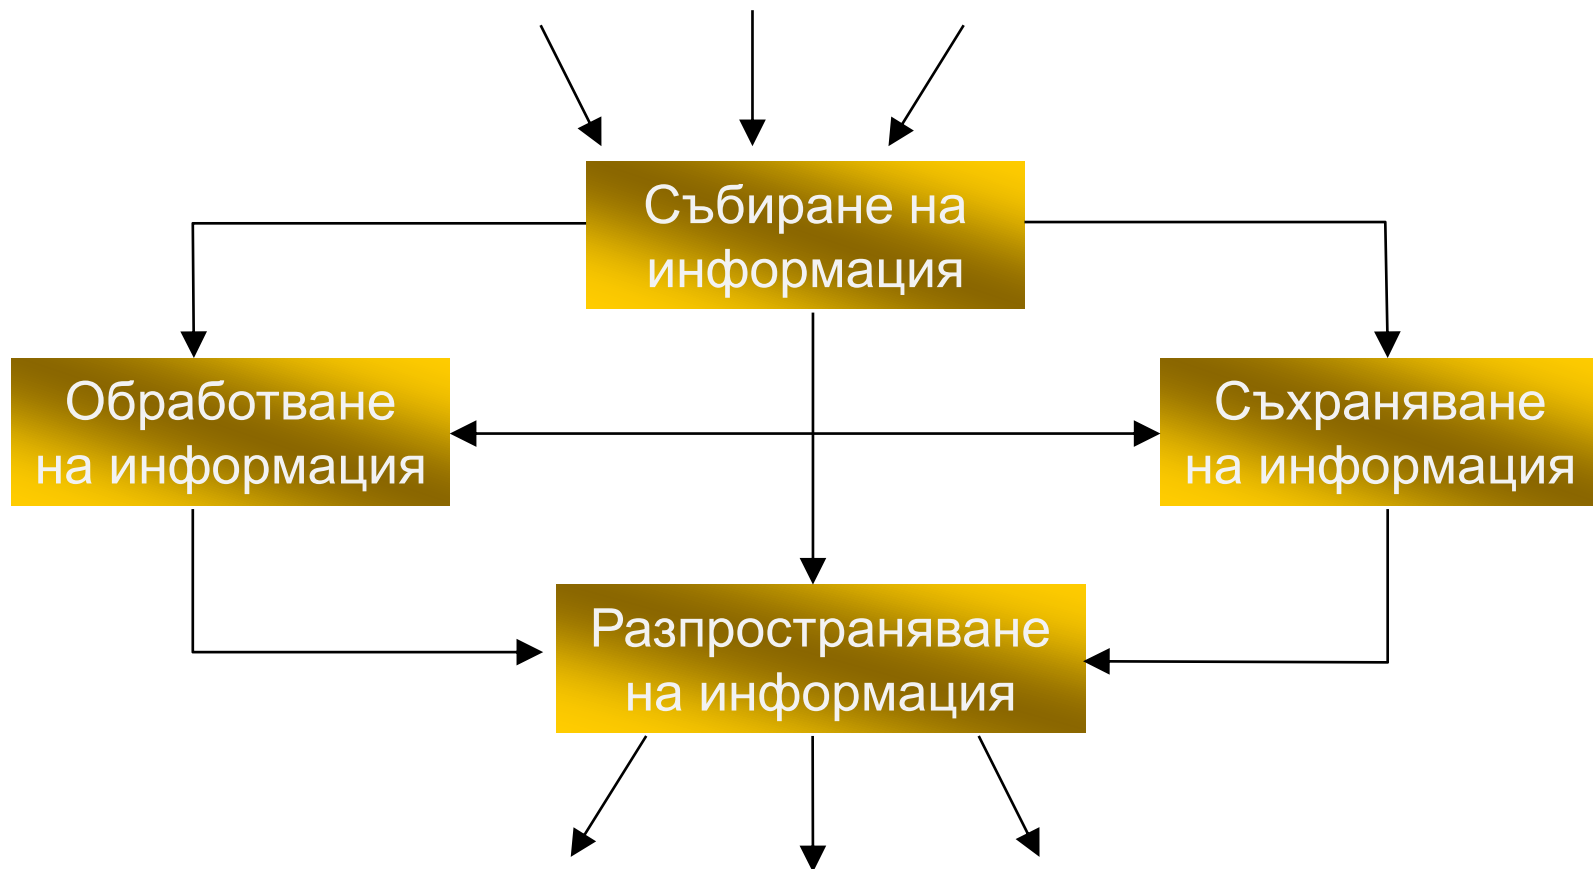 Събиране на
информация
Обработване
на информация
Съхраняване
на информация
Разпространяване
на информация